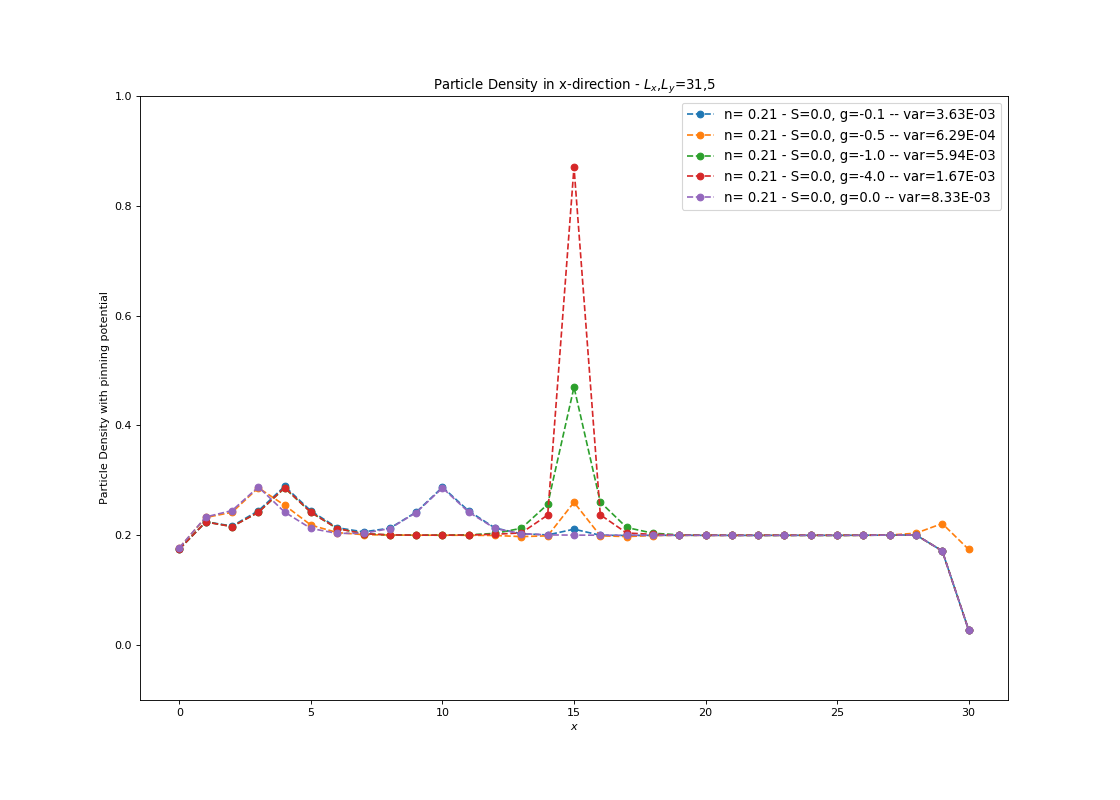 Particle Density in x-direction - $L_x$,$L_y$=31,5
1.0
0.8
0.6
0.4
0.2
0.0
Particle Density with pinning potential
n= 0.21 - S=0.0, g=-0.1 -- var=3.63E-03
n= 0.21 - S=0.0, g=-0.5 -- var=6.29E-04
n= 0.21 - S=0.0, g=-1.0 -- var=5.94E-03
n= 0.21 - S=0.0, g=-4.0 -- var=1.67E-03
n= 0.21 - S=0.0, g=0.0 -- var=8.33E-03
0 5 10 15 20 25 30
x